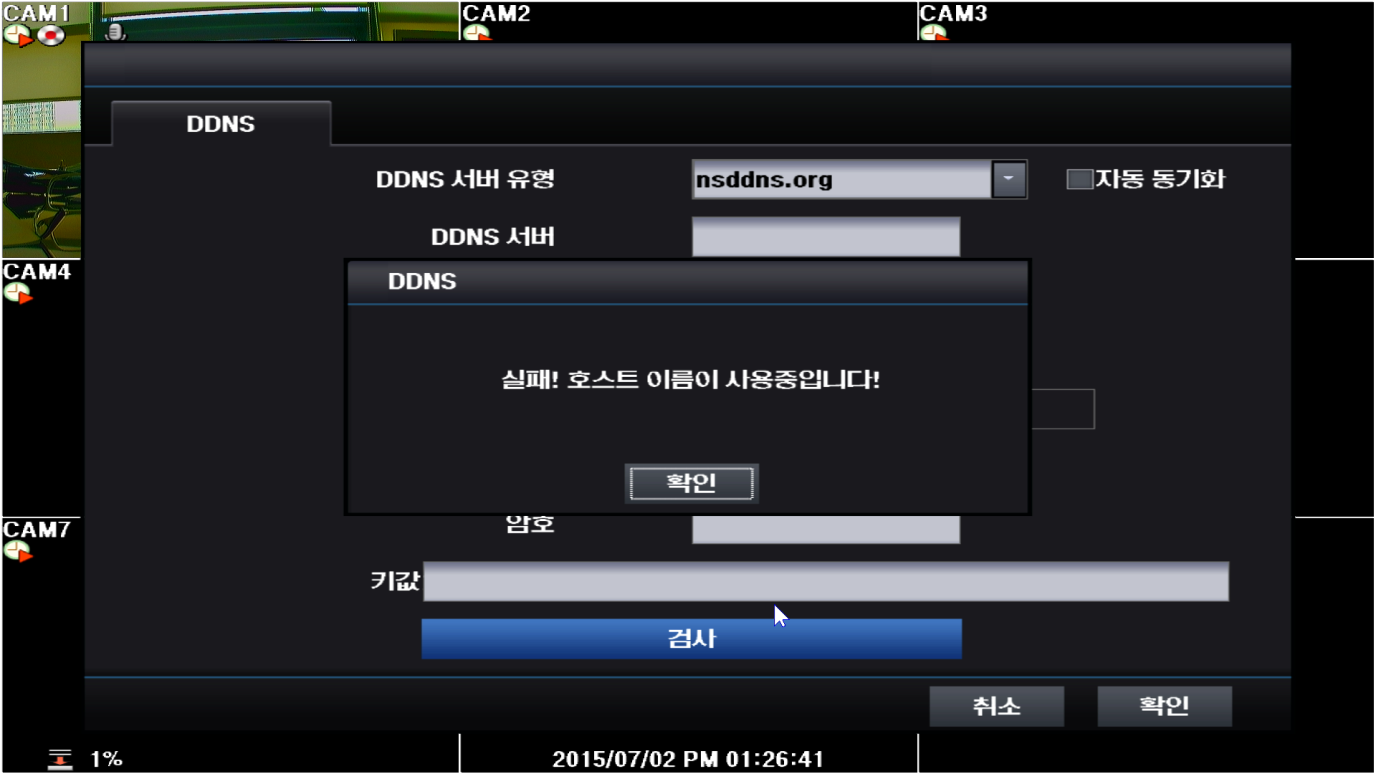 CAM1
CAM2
CAM3
DDNS
DDNS 서버 유형
nsddns.org
자동 동기화
DDNS 서버
CAM4
DDNS
실패! 호스트 이름이 사용중입니다!
확인
CAM7
암호
키값
검사
취소
확인
1%
2015/07/02 PM 01:26:41